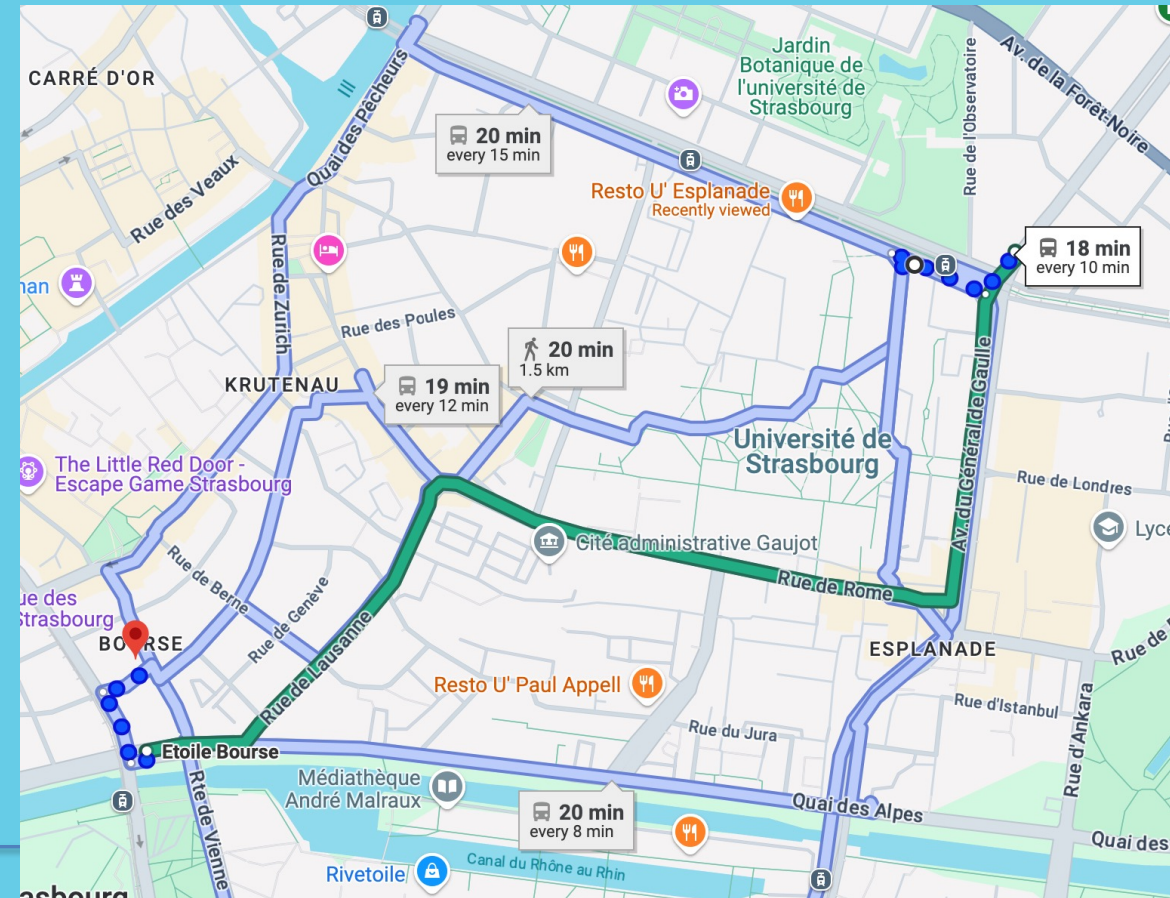 CARRÉ D'OR
Quai des Pêcheurs
Jardin
Botanique de
l'université de
Strasbourg
Rue de l'Observatoire
Av. de la Forêt-Noire
20 min
every 15 min
Rue des Veaux
Resto U' Esplanade
Recently viewed
18 min
every 10 min
Rue de Zurich
Rue des Poules
20 min
1.5 km
KRUTENAU
19 min
every 12 min
Av. du Général de Gaulle
Université de
Strasbourg
The Little Red Door -
Escape Game Strasbourg
Rue de Londres
Cité administrative Gaujot
Rue de Berne
Rue de Genève
Rue de Rome
Strasbourg
BOURSE
ESPLANADE
Rue de Lausanne
Resto U' Paul Appell
Rue d'Istanbul
Rue d'Ankara
Rue du Jura
Etoile Bourse
Médiathèque
André Malraux
Rte de Vienne
20 min
every 8 min
Quai des Alpes
Quai des
Canal du Rhône au Rhin
Rivetoile